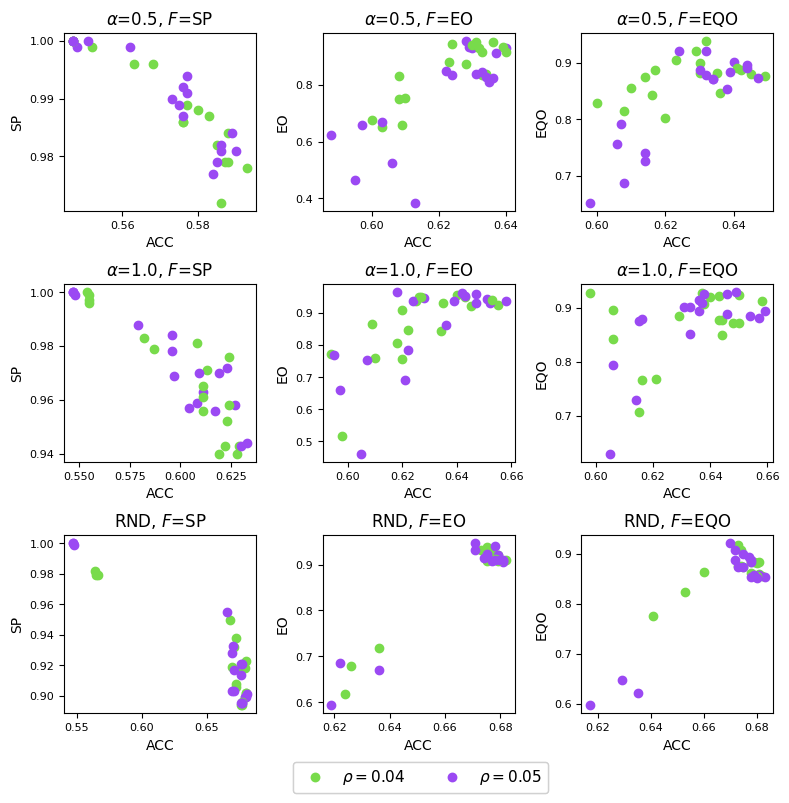 α=0.5, F=SP
α=0.5, F=EO
α=0.5, F=EQO
1.00
0.99
0.98
SP
0.56
0.58
ACC
0.8
0.6
0.4
EO
0.60
0.62
0.64
ACC
0.9
0.8
0.7
EQO
0.60
0.62
0.64
ACC
α=1.0, F=SP
α=1.0, F=EO
α=1.0, F=EQO
1.00
0.98
0.96
0.94
SP
0.550
0.575
0.600
0.625
ACC
0.9
0.8
0.7
0.6
0.5
EO
0.60
0.62
0.64
0.66
ACC
0.9
0.8
0.7
EQO
0.60
0.62
0.64
0.66
ACC
RND, F=SP
RND, F=EO
RND, F=EQO
1.00
0.98
0.96
0.94
0.92
0.90
SP
0.55
0.60
0.65
ACC
0.9
0.8
0.7
0.6
EO
0.62
0.64
0.66
0.68
ACC
0.9
0.8
0.7
0.6
EQO
0.62
0.64
0.66
0.68
ACC
ρ = 0.04
ρ = 0.05